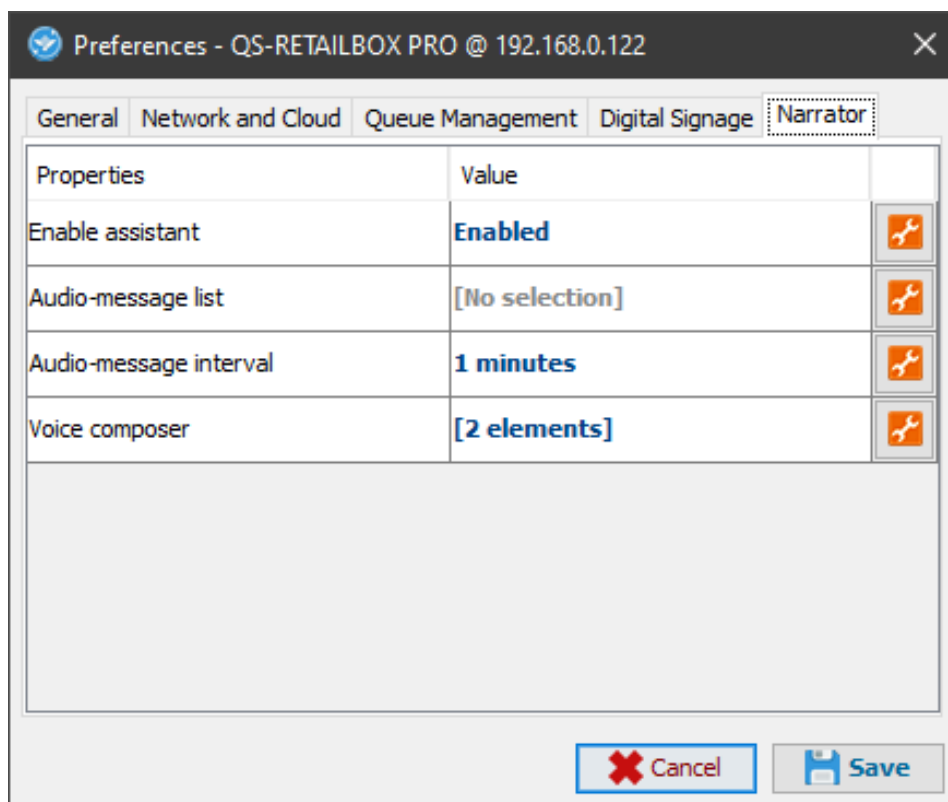 Preferences - QS-RETAILBOX PRO @ 192.168.0.122
General Network and Cloud Queue Management Digital Signage Narrator
Properties Value
Enable assistant Enabled
Audio-message list [No selection]
Audio-message interval 1 minutes
Voice composer [2 elements]
Cancel Save